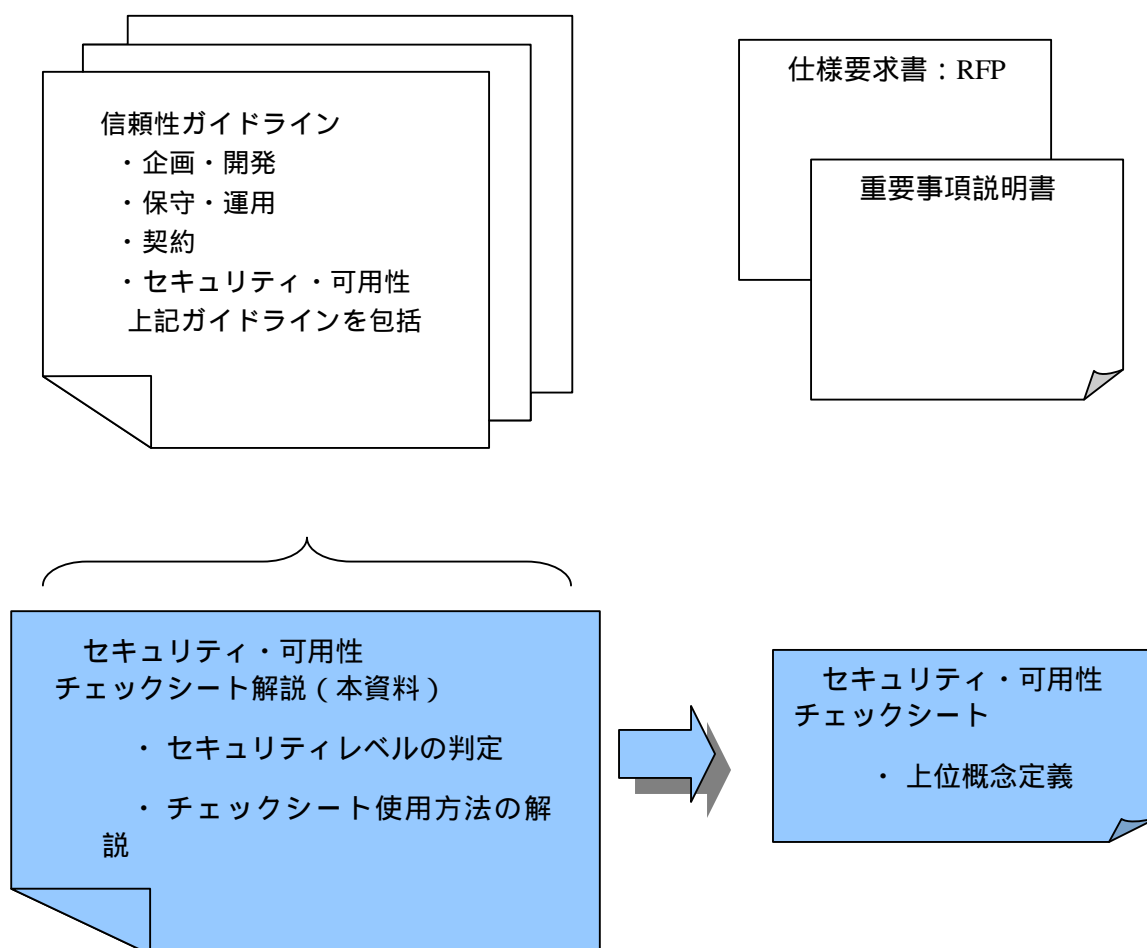 信頼性ガイドライン
・企画・開発
・保守・運用
・契約
・セキュリティ・可用性
上記ガイドラインを包括
仕様要求書：RFP
重要事項説明書
セキュリティ・可用性
チェックシート解説（本資料）
・ セキュリティレベルの判定
・ チェックシート使用方法の解
説
セキュリティ・可用性
チェックシート
・ 上位概念定義